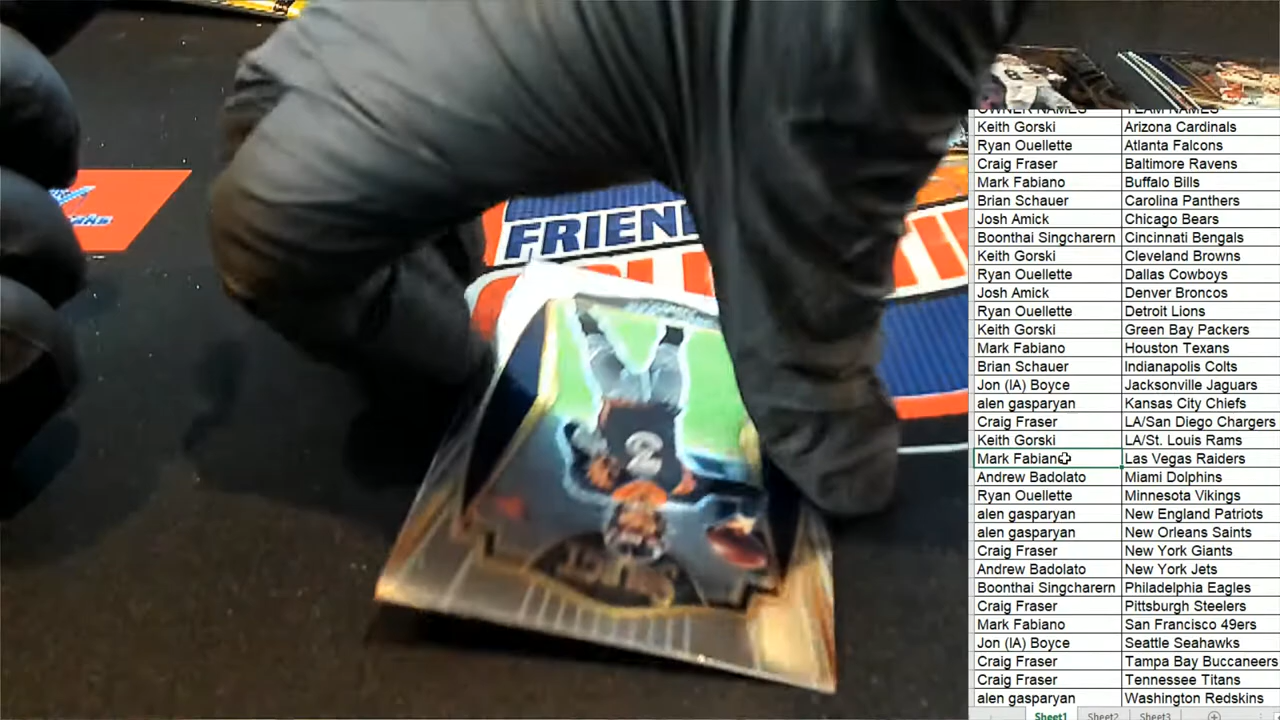 FRIEN
OWNER NAMES TEAM NAMES
Keith Gorski Arizona Cardinals
Ryan Ouellette Atlanta Falcons
Craig Fraser Baltimore Ravens
Mark Fabiano Buffalo Bills
Brian Schauer Carolina Panthers
Josh Amick Chicago Bears
Boonthai Singcharern Cincinnati Bengals
Keith Gorski Cleveland Browns
Ryan Ouellette Dallas Cowboys
Josh Amick Denver Broncos
Ryan Ouellette Detroit Lions
Keith Gorski Green Bay Packers
Mark Fabiano Houston Texans
Brian Schauer Indianapolis Colts
Jon (IA) Boyce Jacksonville Jaguars
alen gasparyan Kansas City Chiefs
Craig Fraser LA/San Diego Chargers
Keith Gorski LA/St. Louis Rams
Mark Fabiano Las Vegas Raiders
Andrew Badolato Miami Dolphins
Ryan Ouellette Minnesota Vikings
alen gasparyan New England Patriots
alen gasparyan New Orleans Saints
Craig Fraser New York Giants
Andrew Badolato New York Jets
Boonthai Singcharern Philadelphia Eagles
Craig Fraser Pittsburgh Steelers
Mark Fabiano San Francisco 49ers
Jon (IA) Boyce Seattle Seahawks
Craig Fraser Tampa Bay Buccaneers
Craig Fraser Tennessee Titans
alen gasparyan Washington Redskins
Sheet1 Sheet2 Sheet3